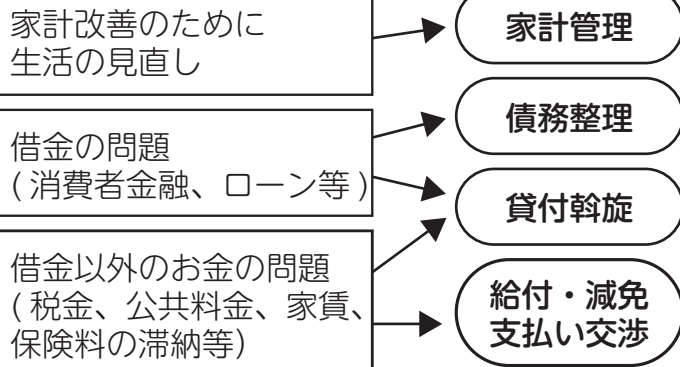 家計改善のために
生活の見直し
家計管理
借金の問題
(消費者金融、ローン等)
債務整理
貸付斡旋
借金以外のお金の問題
(税金、公共料金、家賃、
保険料の滞納等)
給付・減免
支払い交渉